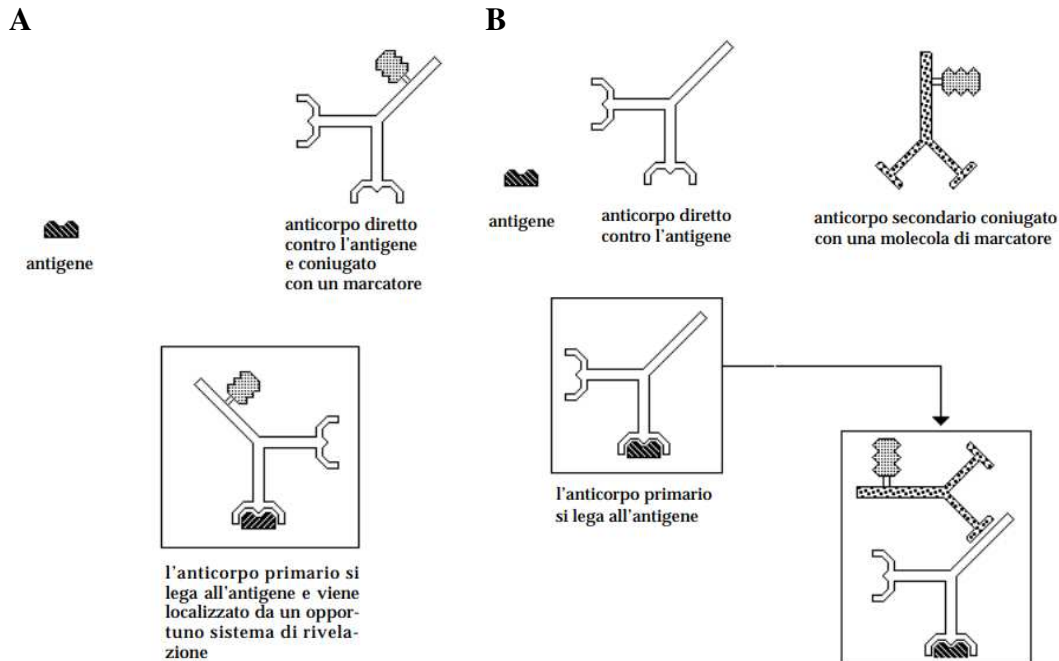 A
antigene
anticorpo diretto
contro l'antigene
e coniugato
con un marcatore
l'anticorpo primario si
lega all'antigene e viene
localizzato da un oppor-
tuno sistema di rivela-
zione
B
antigene
anticorpo diretto
contro l'antigene
anticorpo secondario coniugato
con una molecola di marcatore
l'anticorpo primario
si lega all'antigene